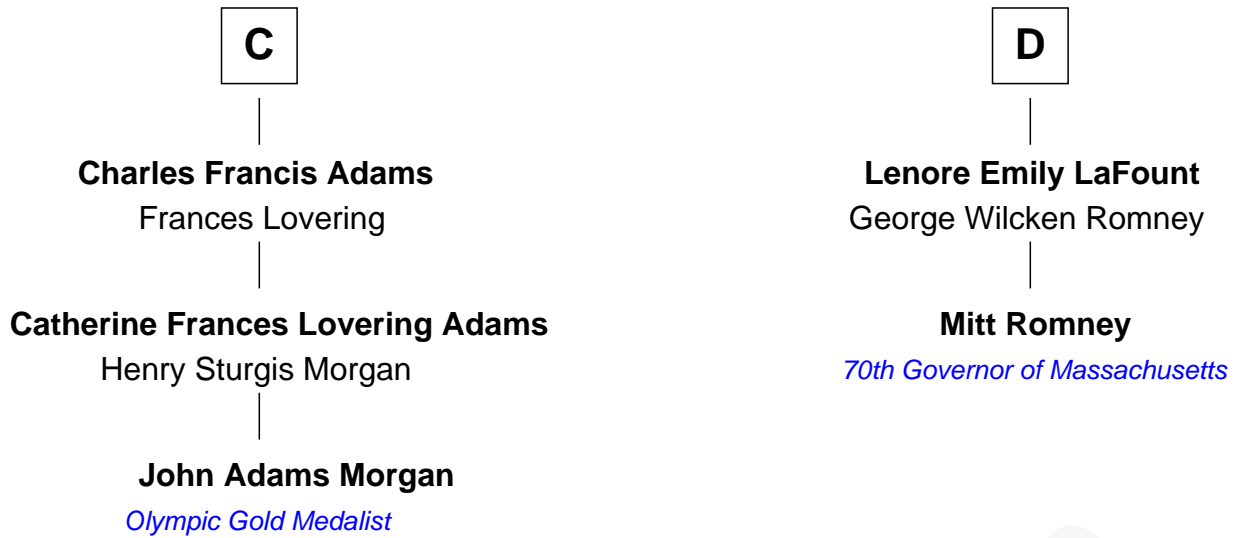 C
Charles Francis Adams
Frances Lovering
Catherine Frances Lovering Adams
Henry Sturgis Morgan
John Adams Morgan
Olympic Gold Medalist
D
Lenore Emily LaFount
George Wilcken Romney
Mitt Romney
70th Governor of Massachusetts